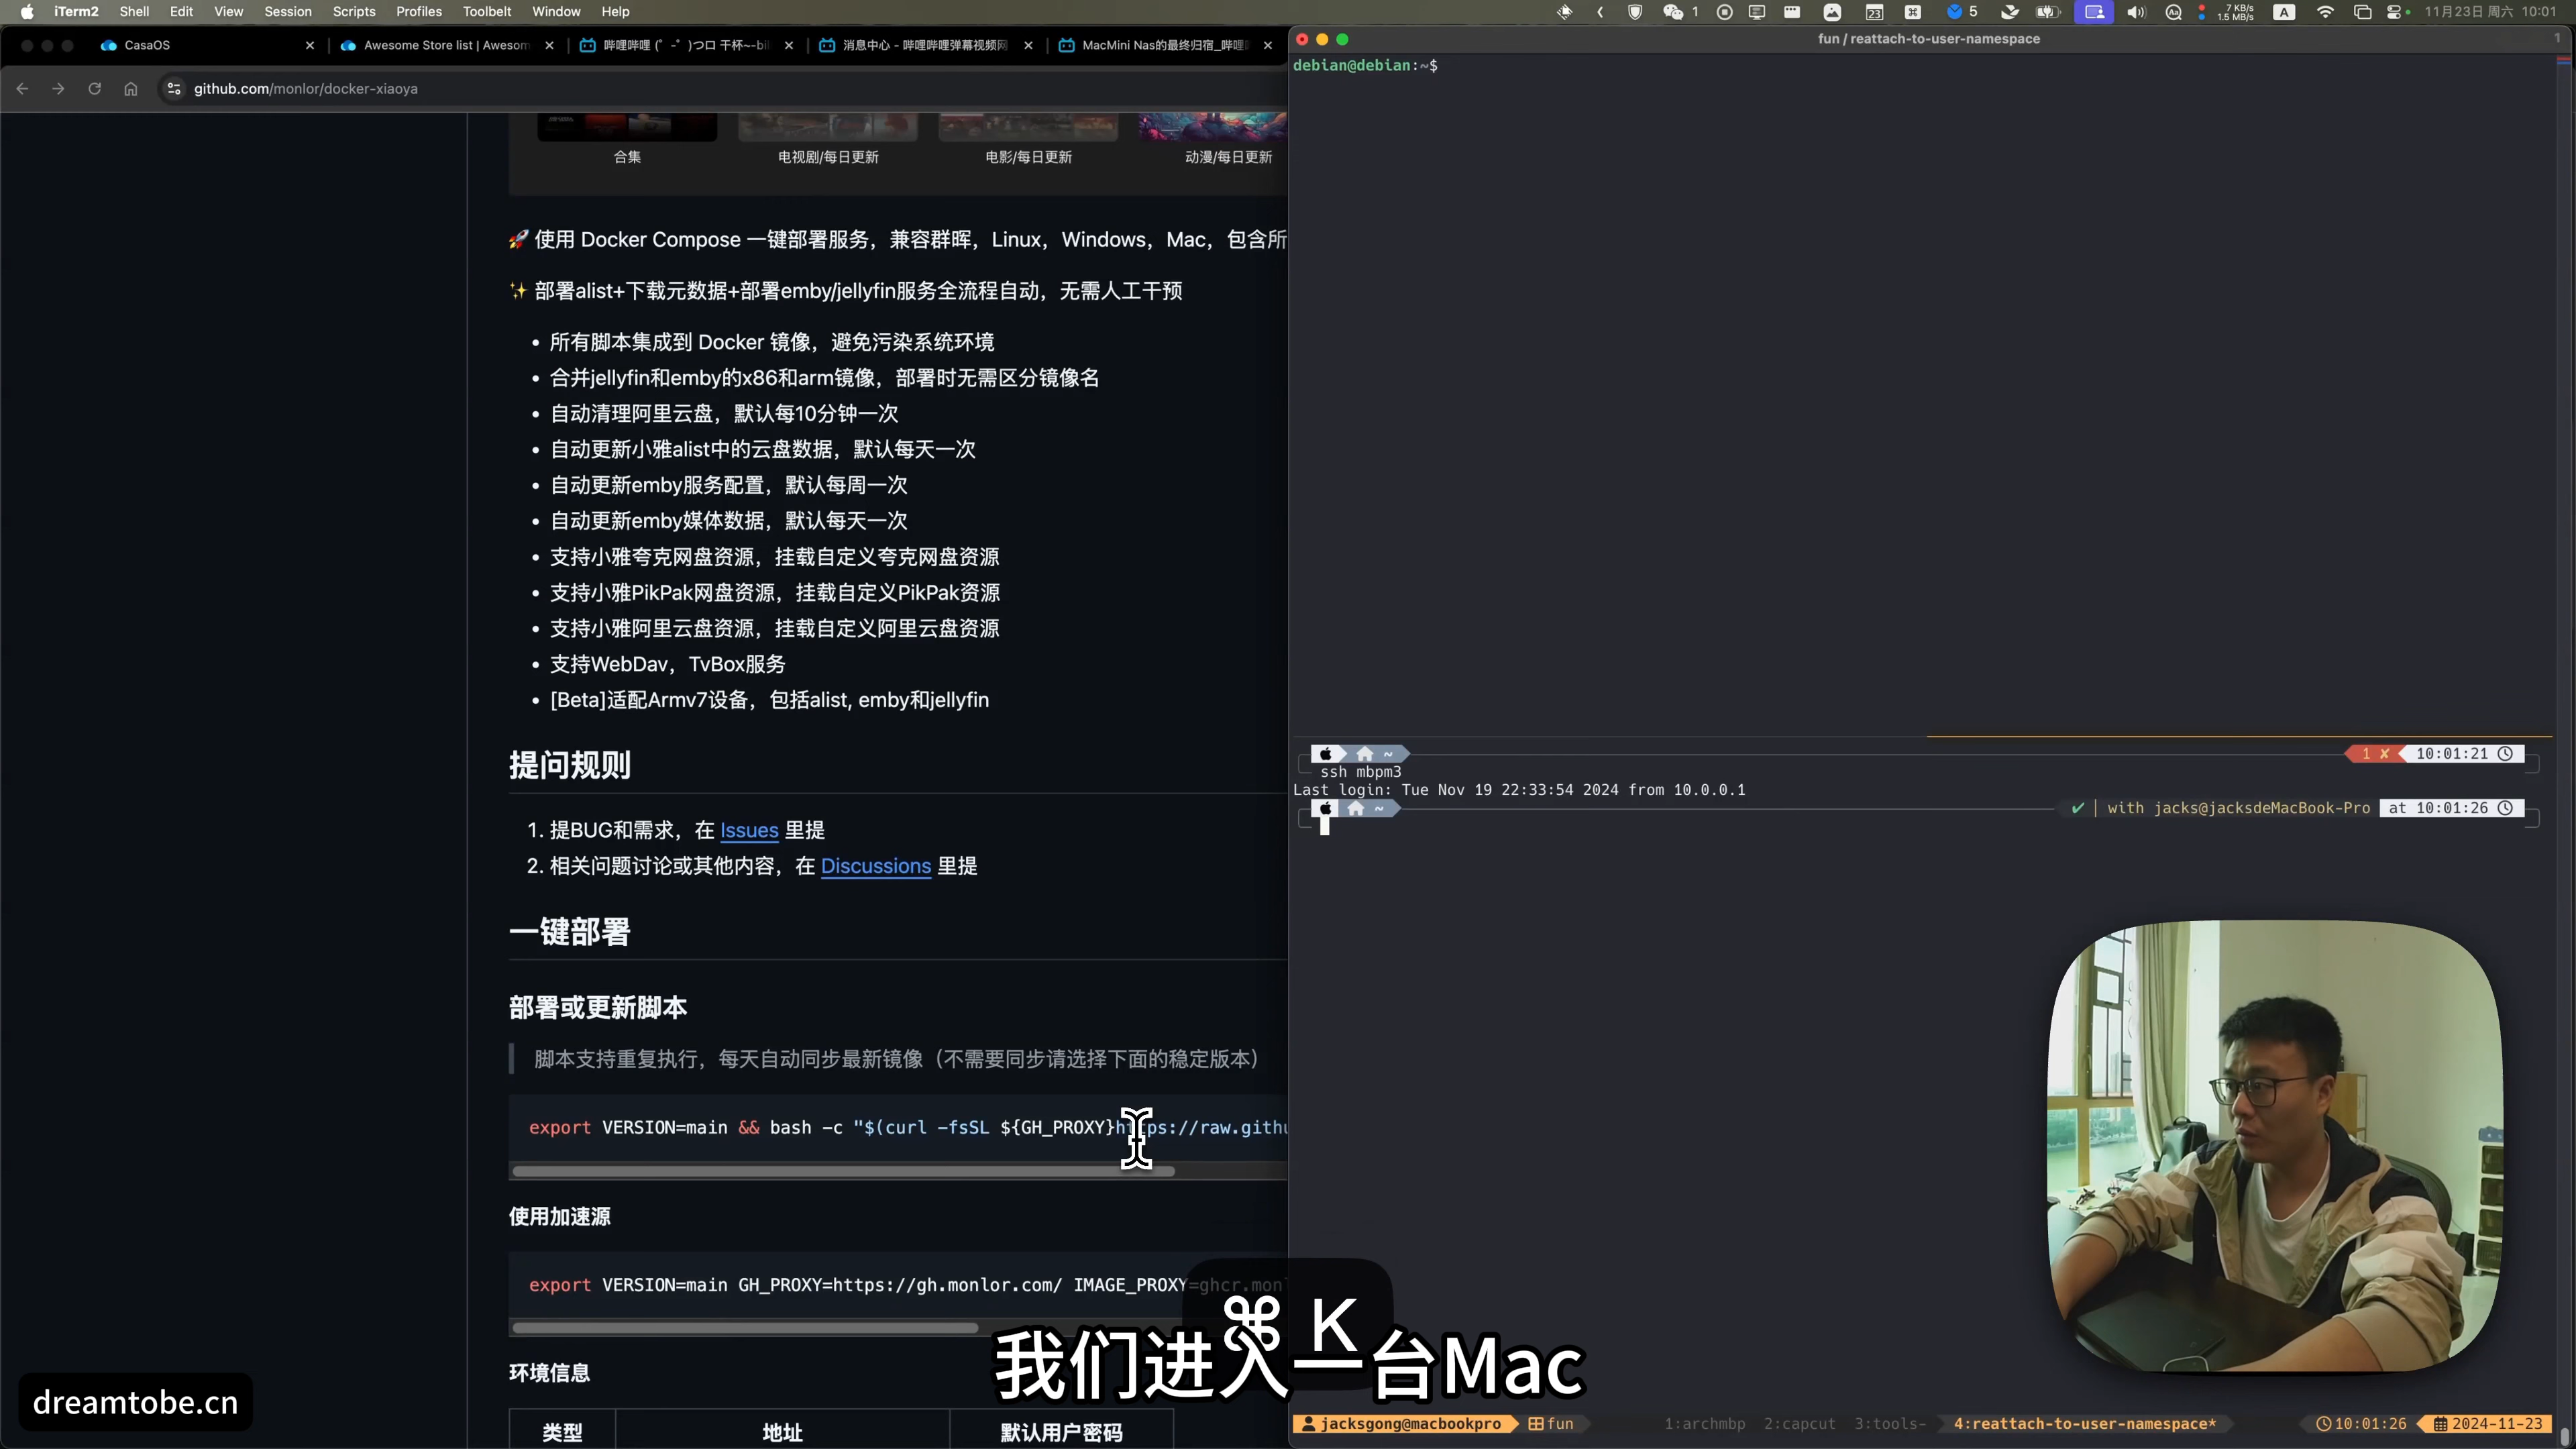 iTerm2 Shell Edit View Session Scripts Profiles Toolbelt Window Help
1 23 5 7 KB/s 1.5 MB/s A 11月23日 周六 10:01
CasaOS
Awesome Store list | Awesom
哔哩哔哩 (゜-゜)つロ 干杯~-bil
消息中心 - 哔哩哔哩弹幕视频网
MacMini Nas的最终归宿_哔哩
github.com/monlor/docker-xiaoya
合集 电视剧/每日更新 电影/每日更新 动漫/每日更新
🚀 使用 Docker Compose 一键部署服务，兼容群晖，Linux，Windows，Mac，包含所
✨ 部署alist+下载元数据+部署emby/jellyfin服务全流程自动，无需人工干预
• 所有脚本集成到 Docker 镜像，避免污染系统环境
• 合并jellyfin和emby的x86和arm镜像，部署时无需区分镜像名
• 自动清理阿里云盘，默认每10分钟一次
• 自动更新小雅alist中的云盘数据，默认每天一次
• 自动更新emby服务配置，默认每周一次
• 自动更新emby媒体数据，默认每天一次
• 支持小雅夸克网盘资源，挂载自定义夸克网盘资源
• 支持小雅PikPak网盘资源，挂载自定义PikPak资源
• 支持小雅阿里云盘资源，挂载自定义阿里云盘资源
• 支持WebDav，TvBox服务
• [Beta]适配Armv7设备，包括alist, emby和jellyfin
提问规则
1. 提BUG和需求，在 Issues 里提
2. 相关问题讨论或其他内容，在 Discussions 里提
一键部署
部署或更新脚本
脚本支持重复执行，每天自动同步最新镜像（不需要同步请选择下面的稳定版本）
export VERSION=main && bash -c "$(curl -fsSL ${GH_PROXY}https://raw.githu
使用加速源
export VERSION=main GH_PROXY=https://gh.monlor.com/ IMAGE_PROXY=ghcr.monl
环境信息
类型 地址 默认用户密码
fun / reattach-to-user-namespace
1
debian@debian:~$
~ 1 ✘ 10:01:21
ssh mbpm3
Last login: Tue Nov 19 22:33:54 2024 from 10.0.0.1
~ ✔ | with jacks@jacksdeMacBook-Pro at 10:01:26
⌘ K
我们进入一台Mac
dreamtobe.cn
jacksgong@macbookpro fun 1:archmbp 2:capcut 3:tools- 4:reattach-to-user-namespace* 10:01:26 2024-11-23